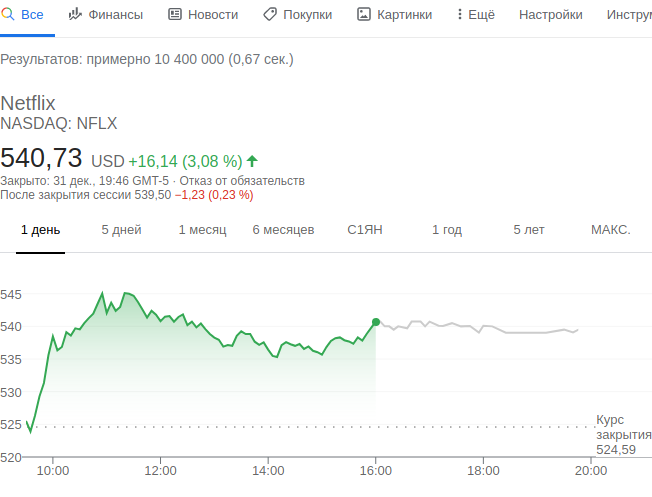 Все Финансы Новости Покупки Картинки Ещё Настройки Инструм
Результатов: примерно 10 400 000 (0,67 сек.)
Netflix
NASDAQ: NFLX
540,73 USD +16,14 (3,08 %)
Закрыто: 31 дек., 19:46 GMT-5 · Отказ от обязательств
После закрытия сессии 539,50 −1,23 (0,23 %)
1 день 5 дней 1 месяц 6 месяцев С1ЯН 1 год 5 лет МАКС.
545
540
535
530
525
520
Курс
закрытия
524,59
10:00 12:00 14:00 16:00 18:00 20:00